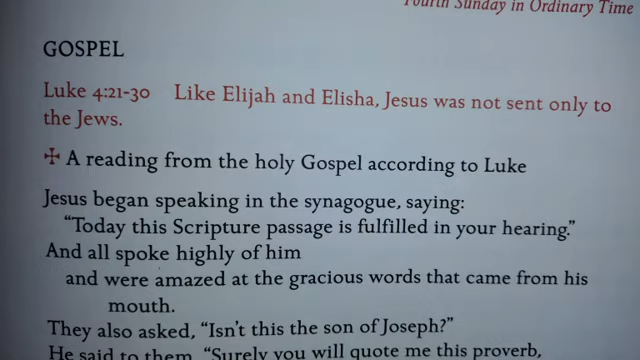 Fourth Sunday in Ordinary Time
GOSPEL
Luke 4:21-30 Like Elijah and Elisha, Jesus was not sent only to
the Jews.
✠ A reading from the holy Gospel according to Luke
Jesus began speaking in the synagogue, saying:
“Today this Scripture passage is fulfilled in your hearing.”
And all spoke highly of him
and were amazed at the gracious words that came from his
mouth.
They also asked, “Isn’t this the son of Joseph?”
He said to them, “Surely you will quote me this proverb,